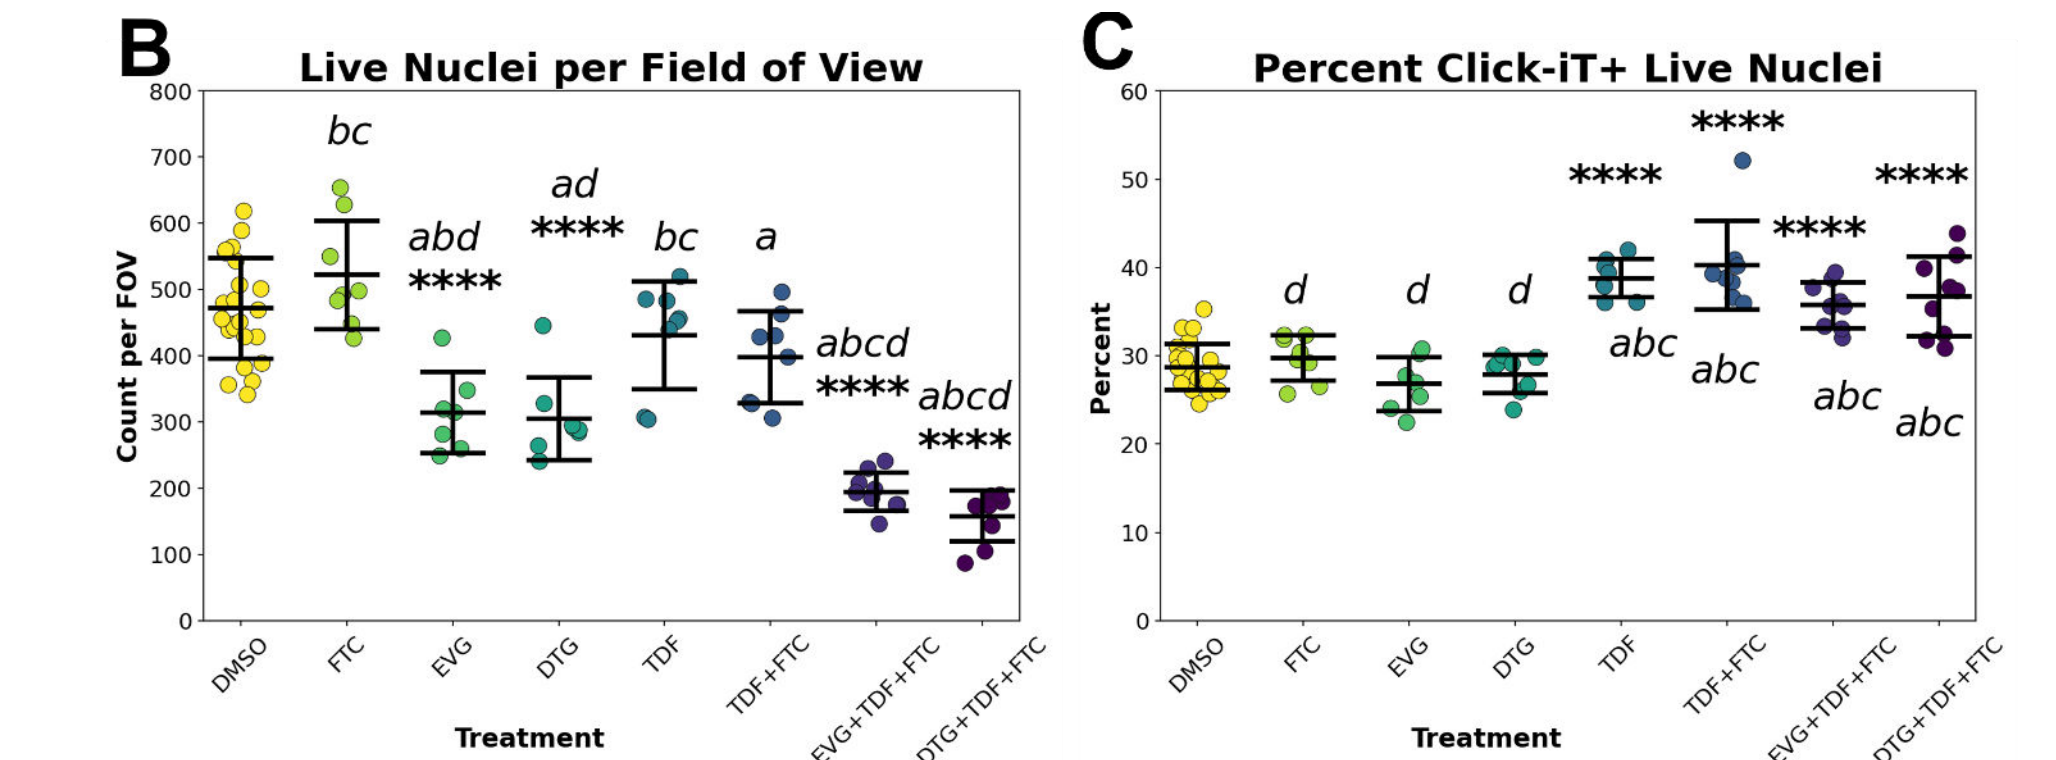 B
Live Nuclei per Field of View
800
700
600
500
400
300
200
100
0
Count per FOV
bc
abd
****
ad
****
bc
a
abcd
****
abcd
****
DMSO
FTC
EVG
DTG
TDF
TDF+FTC
EVG+TDF+FTC
DTG+TDF+FTC
Treatment
C
Percent Click-iT+ Live Nuclei
60
50
40
30
20
10
0
Percent
d
d
d
****
abc
****
abc
****
abc
****
abc
DMSO
FTC
EVG
DTG
TDF
TDF+FTC
EVG+TDF+FTC
DTG+TDF+FTC
Treatment